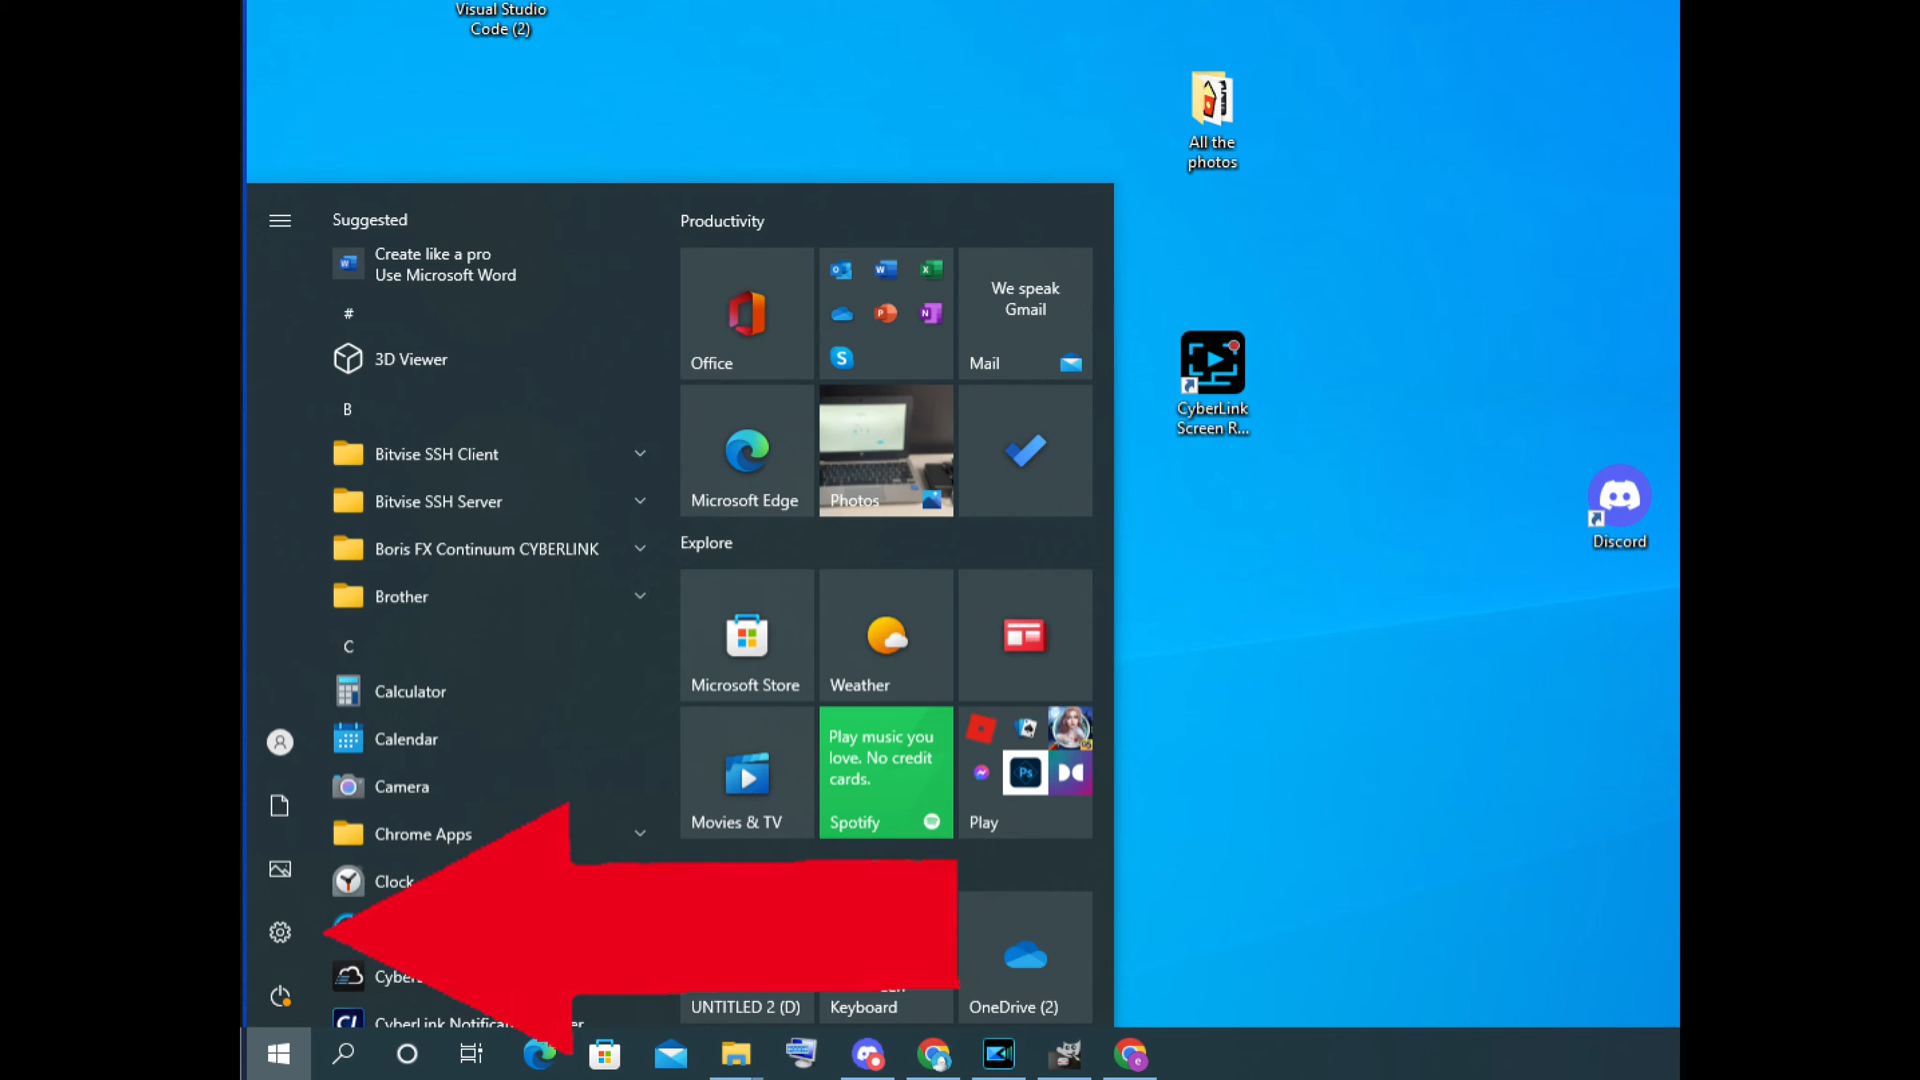 Visual Studio
Code (2)
All the
photos
Suggested
Productivity
Create like a pro
Use Microsoft Word
#
3D Viewer
B
Bitvise SSH Client
Bitvise SSH Server
Boris FX Continuum CYBERLINK
Brother
C
Calculator
Calendar
Camera
Chrome Apps
Clock
CyberLink Notifica
Office
We speak
Gmail
Mail
Microsoft Edge
Photos
Explore
Microsoft Store
Weather
Movies & TV
Play music you
love. No credit
cards.
Spotify
Ps
Play
UNTITLED 2 (D)
Keyboard
OneDrive (2)
CyberLink
Screen R...
Discord